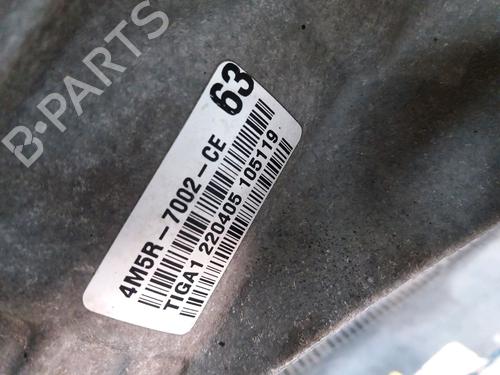 B-PARTS
63
4M5R-7002-CE
TIGA1 220405 105119